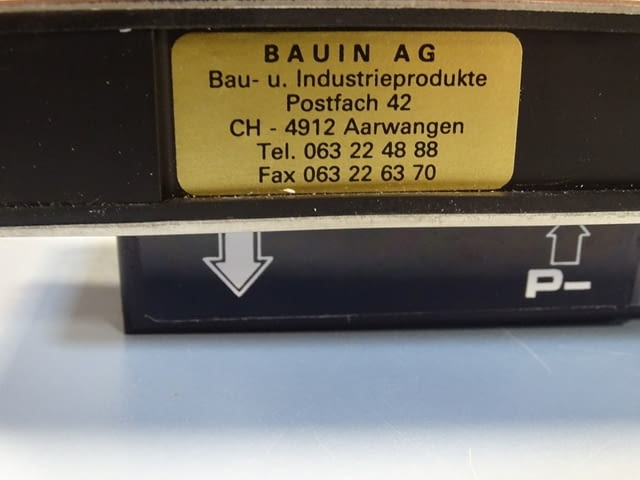 BAUIN AG
Bau- u. Industrieprodukte
Postfach 42
CH - 4912 Aarwangen
Tel. 063 22 48 88
Fax 063 22 63 70
P-